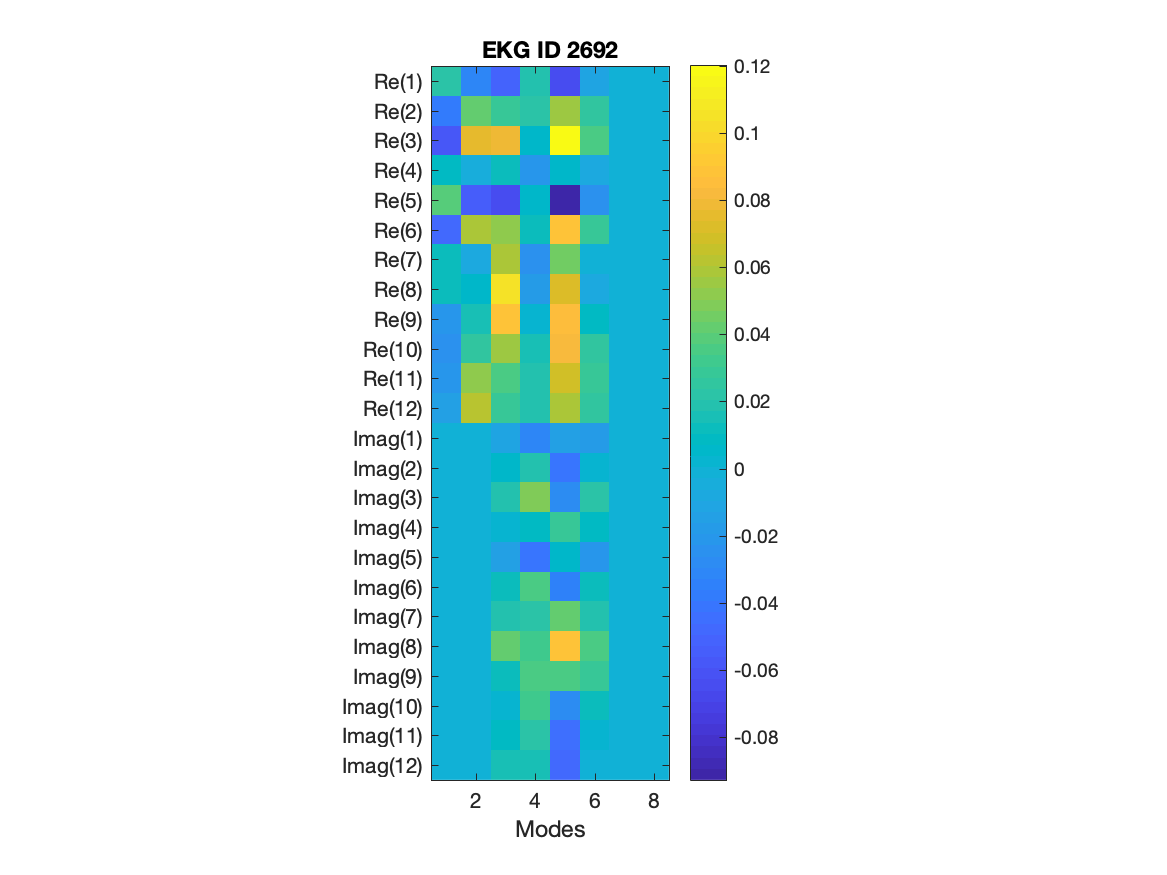 EKG ID 2692
Re(1)
Re(2)
Re(3)
Re(4)
Re(5)
Re(6)
Re(7)
Re(8)
Re(9)
Re(10)
Re(11)
Re(12)
Imag(1)
Imag(2)
Imag(3)
Imag(4)
Imag(5)
Imag(6)
Imag(7)
Imag(8)
Imag(9)
Imag(10)
Imag(11)
Imag(12)
2 4 6 8
Modes
0.12
0.1
0.08
0.06
0.04
0.02
0
-0.02
-0.04
-0.06
-0.08